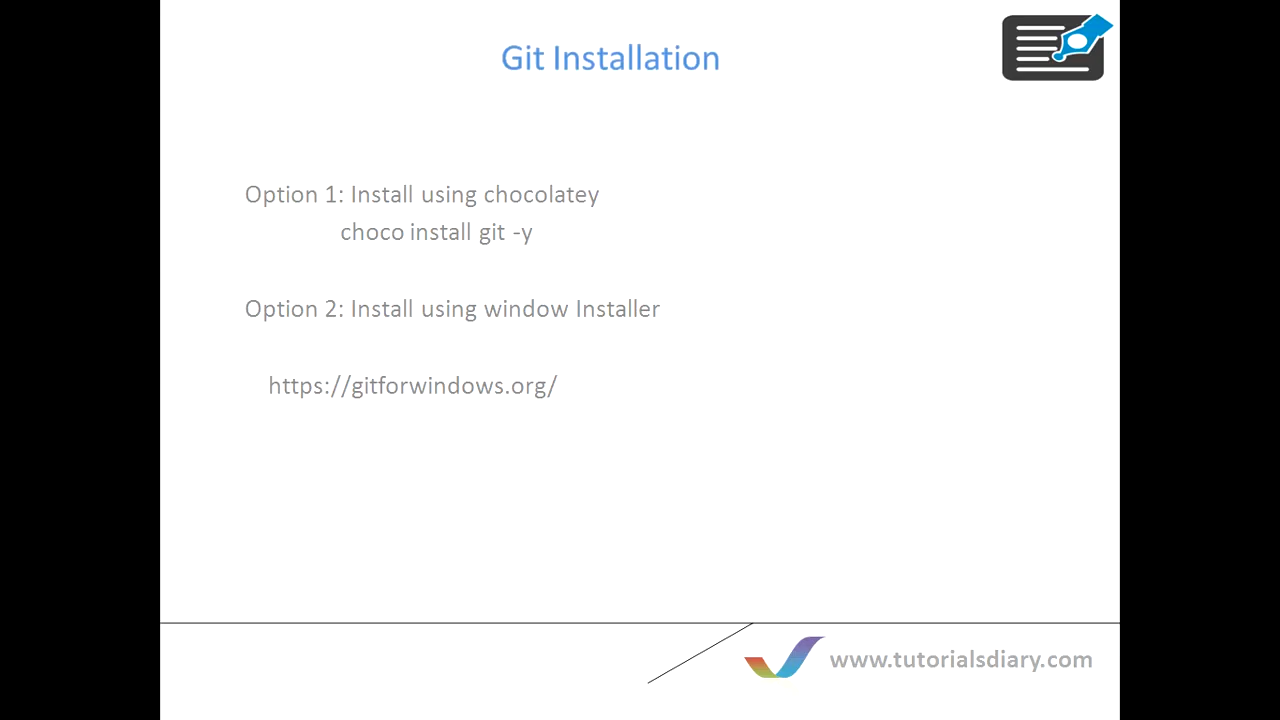 Git Installation
Option 1: Install using chocolatey
choco install git -y
Option 2: Install using window Installer
https://gitforwindows.org/
www.tutorialsdiary.com